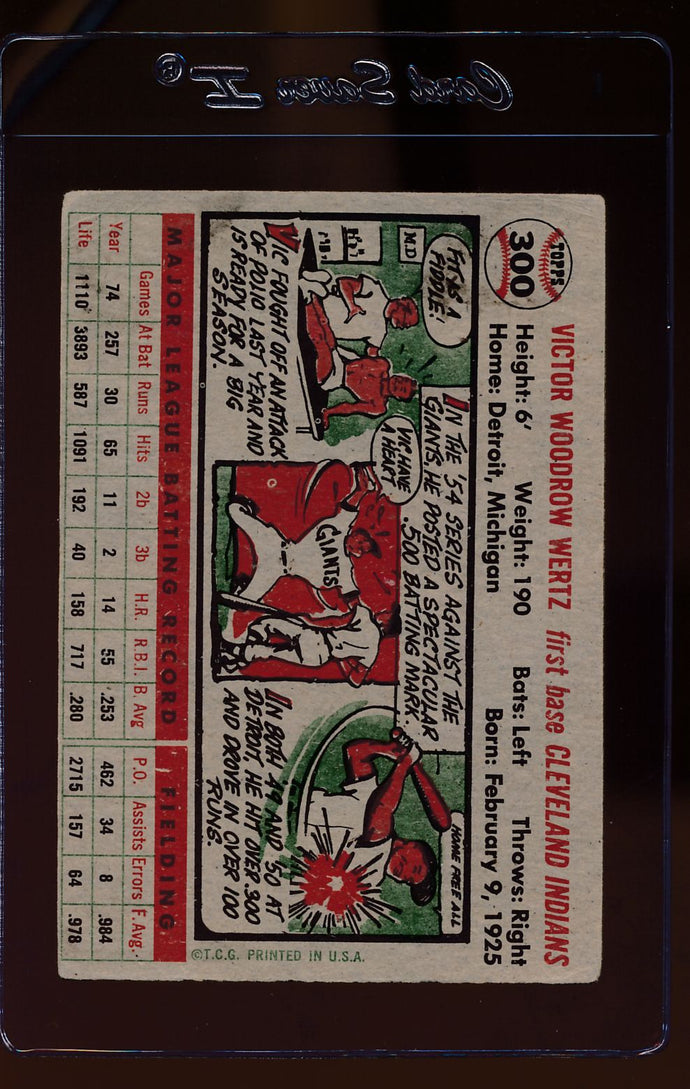 Card Saver I®
TOPPS
300
VICTOR WOODROW WERTZ first base CLEVELAND INDIANS
Height: 6' Weight: 190 Bats: Left Throws: Right
Home: Detroit, Michigan Born: February 9, 1925
FIT AS A
FIDDLE!
M.D
M.D.
VIC FOUGHT OFF AN ATTACK
OF POLIO LAST YEAR AND
IS READY FOR A BIG
SEASON.
IN THE '54 SERIES AGAINST THE
GIANTS, HE POSTED A SPECTACULAR
.500 BATTING MARK.
VIC, HAVE
A HEART
GIANTS
HOME FREE ALL
IN BOTH '49 AND '50 AT
DETROIT, HE HIT OVER .300
AND DROVE IN OVER 100
RUNS.
©T.C.G. PRINTED IN U.S.A.
MAJOR LEAGUE BATTING RECORD FIELDING
Games At Bat Runs Hits 2b 3b H.R. R.B.I. B. Avg P.O. Assists Errors F. Avg.
Year 74 257 30 65 11 2 14 55 .253 462 34 8 .984
Life 1110 3893 587 1091 192 40 158 717 .280 2715 157 64 .978